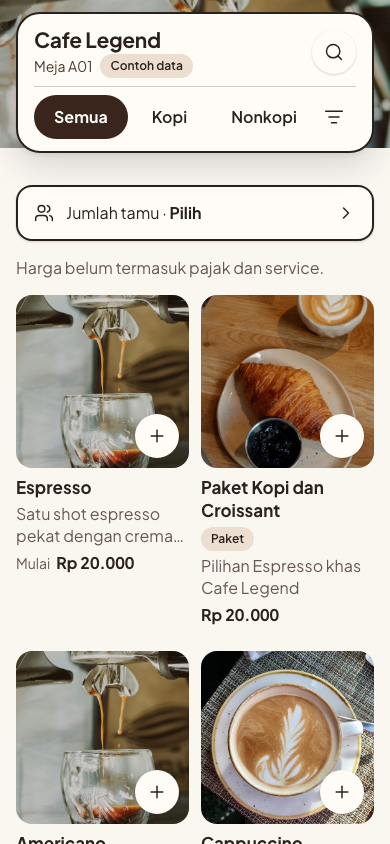 Cafe Legend
Meja A01 Contoh data
Semua Kopi Nonkopi
Jumlah tamu · Pilih
Harga belum termasuk pajak dan service.
Espresso
Satu shot espresso
pekat dengan crema...
Mulai Rp 20.000
Paket Kopi dan
Croissant
Paket
Pilihan Espresso khas
Cafe Legend
Rp 20.000
Americano
Cappuccino